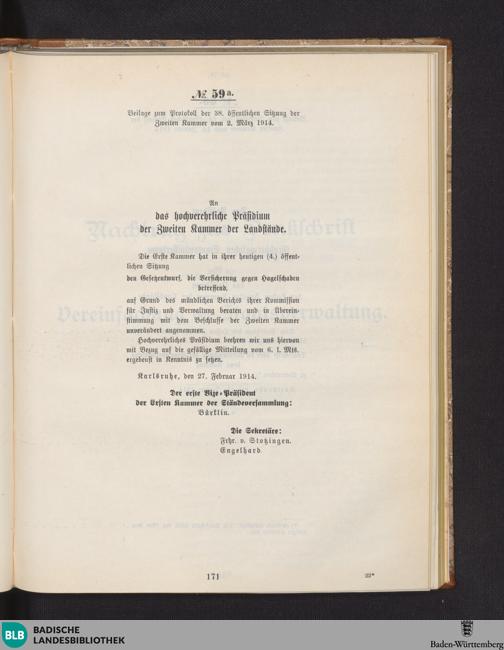 № 59a.
Beilage zum Protokoll der 38. öffentlichen Sitzung der
Zweiten Kammer vom 2. März 1914.
An
das hochverehrliche Präsidium
der Zweiten Kammer der Landstände.
Die Erste Kammer hat in ihrer heutigen (4.) öffent-
lichen Sitzung
den Gesetzentwurf, die Versicherung gegen Hagelschaden
betreffend,
auf Grund des mündlichen Berichts ihrer Kommission
für Justiz und Verwaltung beraten und in Überein-
stimmung mit dem Beschlusse der Zweiten Kammer
unverändert angenommen.
Hochverehrliches Präsidium beehren wir uns hiervon
mit Bezug auf die gefällige Mitteilung vom 6. l. Mts.
ergebenst in Kenntnis zu setzen.
Karlsruhe, den 27. Februar 1914.
Der erste Vize-Präsident
der Ersten Kammer der Ständeversammlung:
Bürklin.
Die Sekretäre:
Frhr. v. Stotzingen.
Engelhard.
171
22*
BLB BADISCHE
LANDESBIBLIOTHEK
Baden-Württemberg